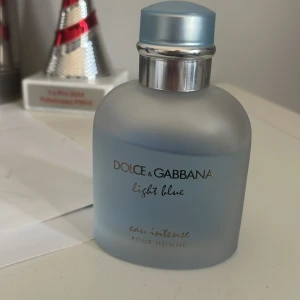 DOLCE & GABBANA
light blue
eau intense
POUR HOMME